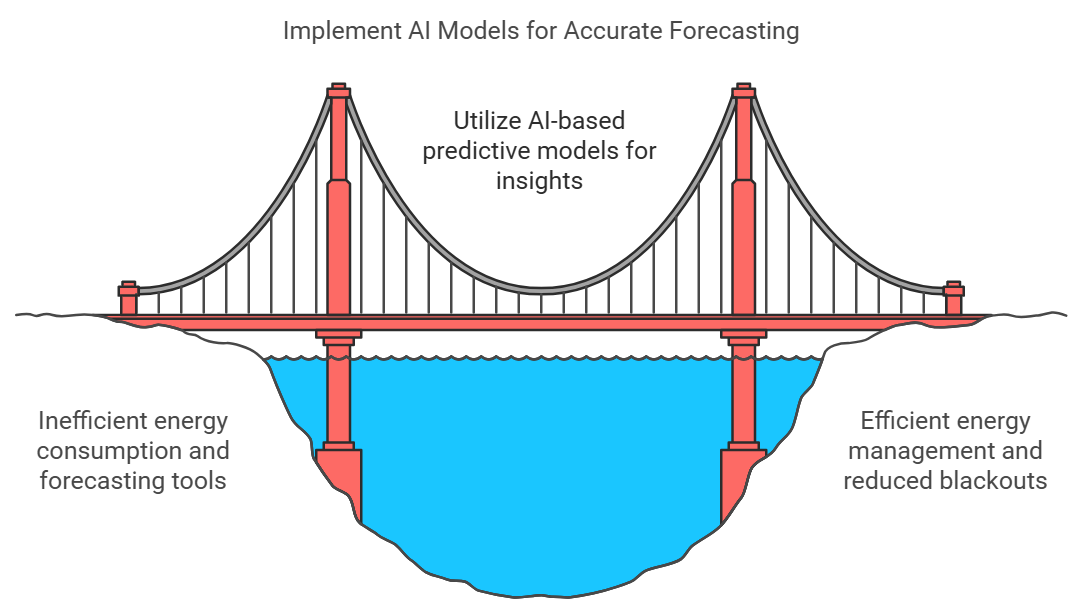 Implement AI Models for Accurate Forecasting
Utilize AI-based
predictive models for
insights
Inefficient energy
consumption and
forecasting tools
Efficient energy
management and
reduced blackouts